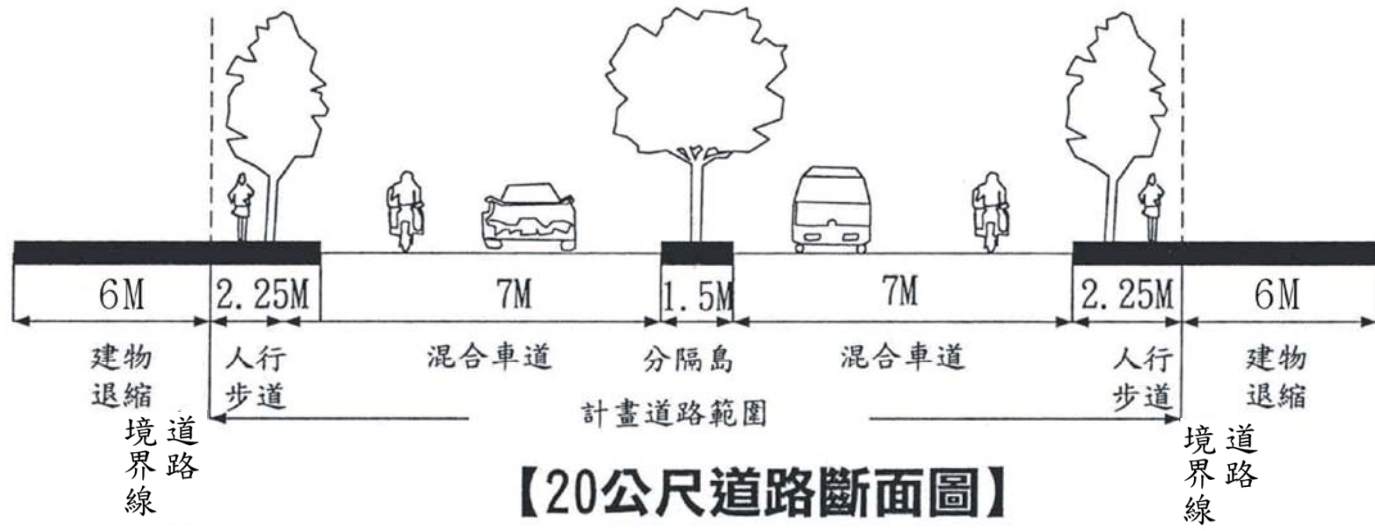 6M 2.25M 7M 1.5M 7M 2.25M 6M
建物退縮 人行步道 混合車道 分隔島 混合車道 人行步道 建物退縮
計畫道路範圍
道路境界線 道路境界線
【20公尺道路斷面圖】